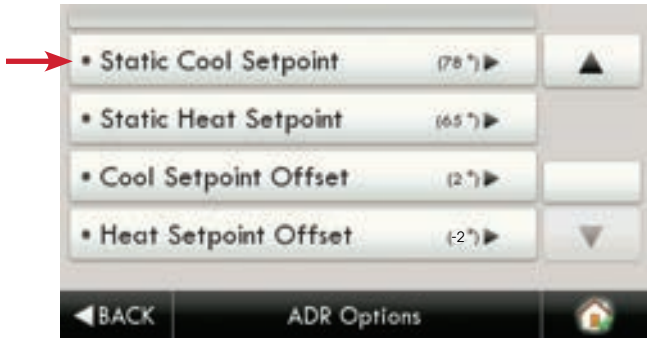 • Static Cool Setpoint (78 °)
• Static Heat Setpoint (65 °)
• Cool Setpoint Offset (2 °)
• Heat Setpoint Offset (-2°)
BACK ADR Options